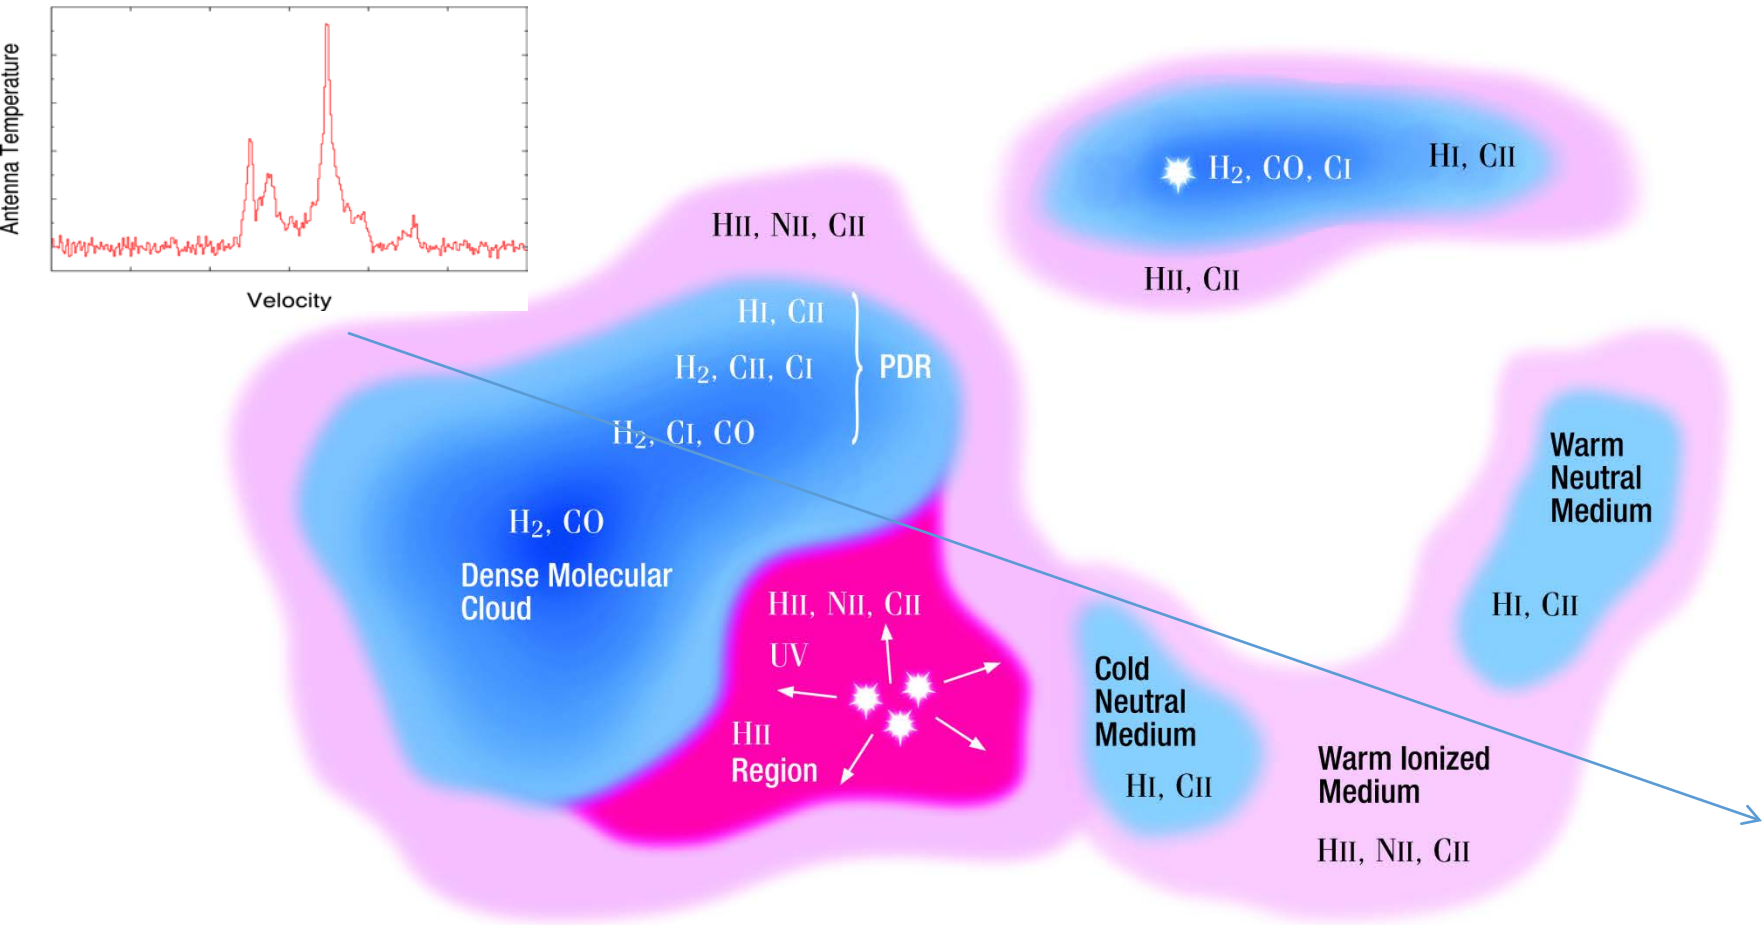 Antenna Temperature
Velocity
HII, NII, CII
HI, CII
H2, CII, CI
H2, CI, CO
PDR
H2, CO
Dense Molecular
Cloud
HII, NII, CII
UV
HII
Region
H2, CO, CI
HI, CII
HII, CII
Warm
Neutral
Medium
HI, CII
Cold
Neutral
Medium
HI, CII
Warm Ionized
Medium
HII, NII, CII